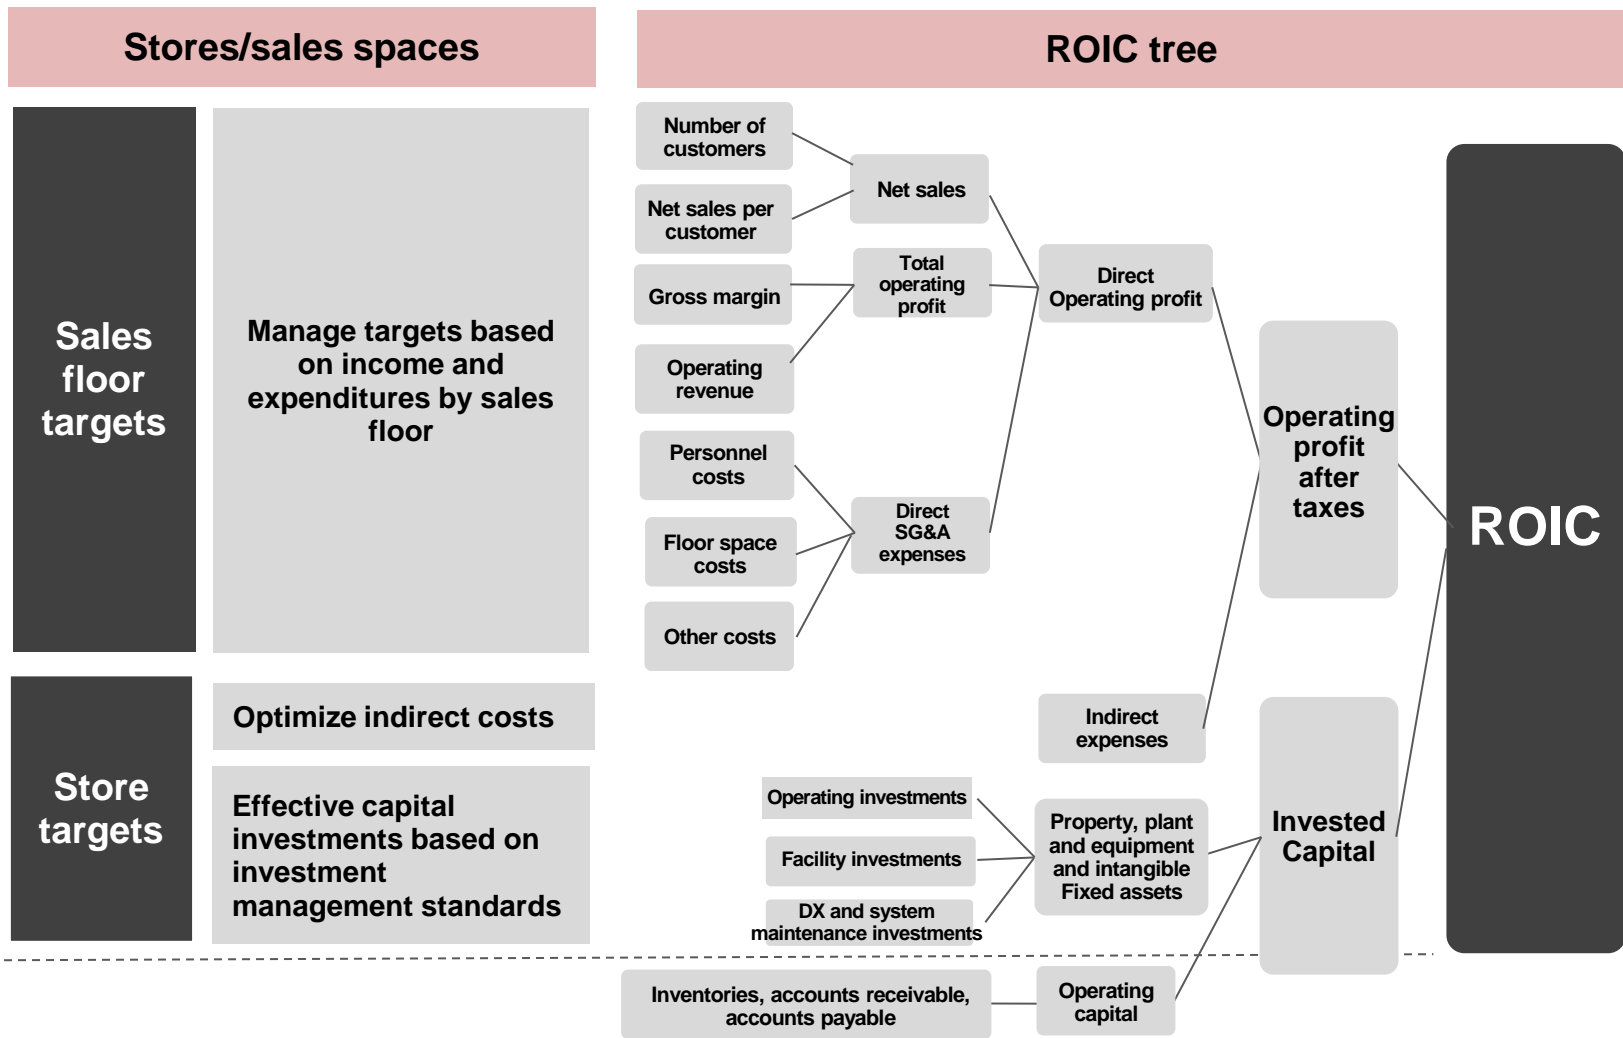 Stores/sales spaces
ROIC tree
Sales
floor
targets
Manage targets based
on income and
expenditures by sales
floor
Store
targets
Optimize indirect costs
Effective capital
investments based on
investment
management standards
Number of
customers
Net sales per
customer
Gross margin
Operating
revenue
Personnel
costs
Floor space
costs
Other costs
Net sales
Total
operating
profit
Direct
SG&A
expenses
Direct
Operating profit
Indirect
expenses
Operating investments
Facility investments
DX and system
maintenance investments
Property, plant
and equipment
and intangible
Fixed assets
Inventories, accounts receivable,
accounts payable
Operating
capital
Operating
profit
after
taxes
Invested
Capital
ROIC